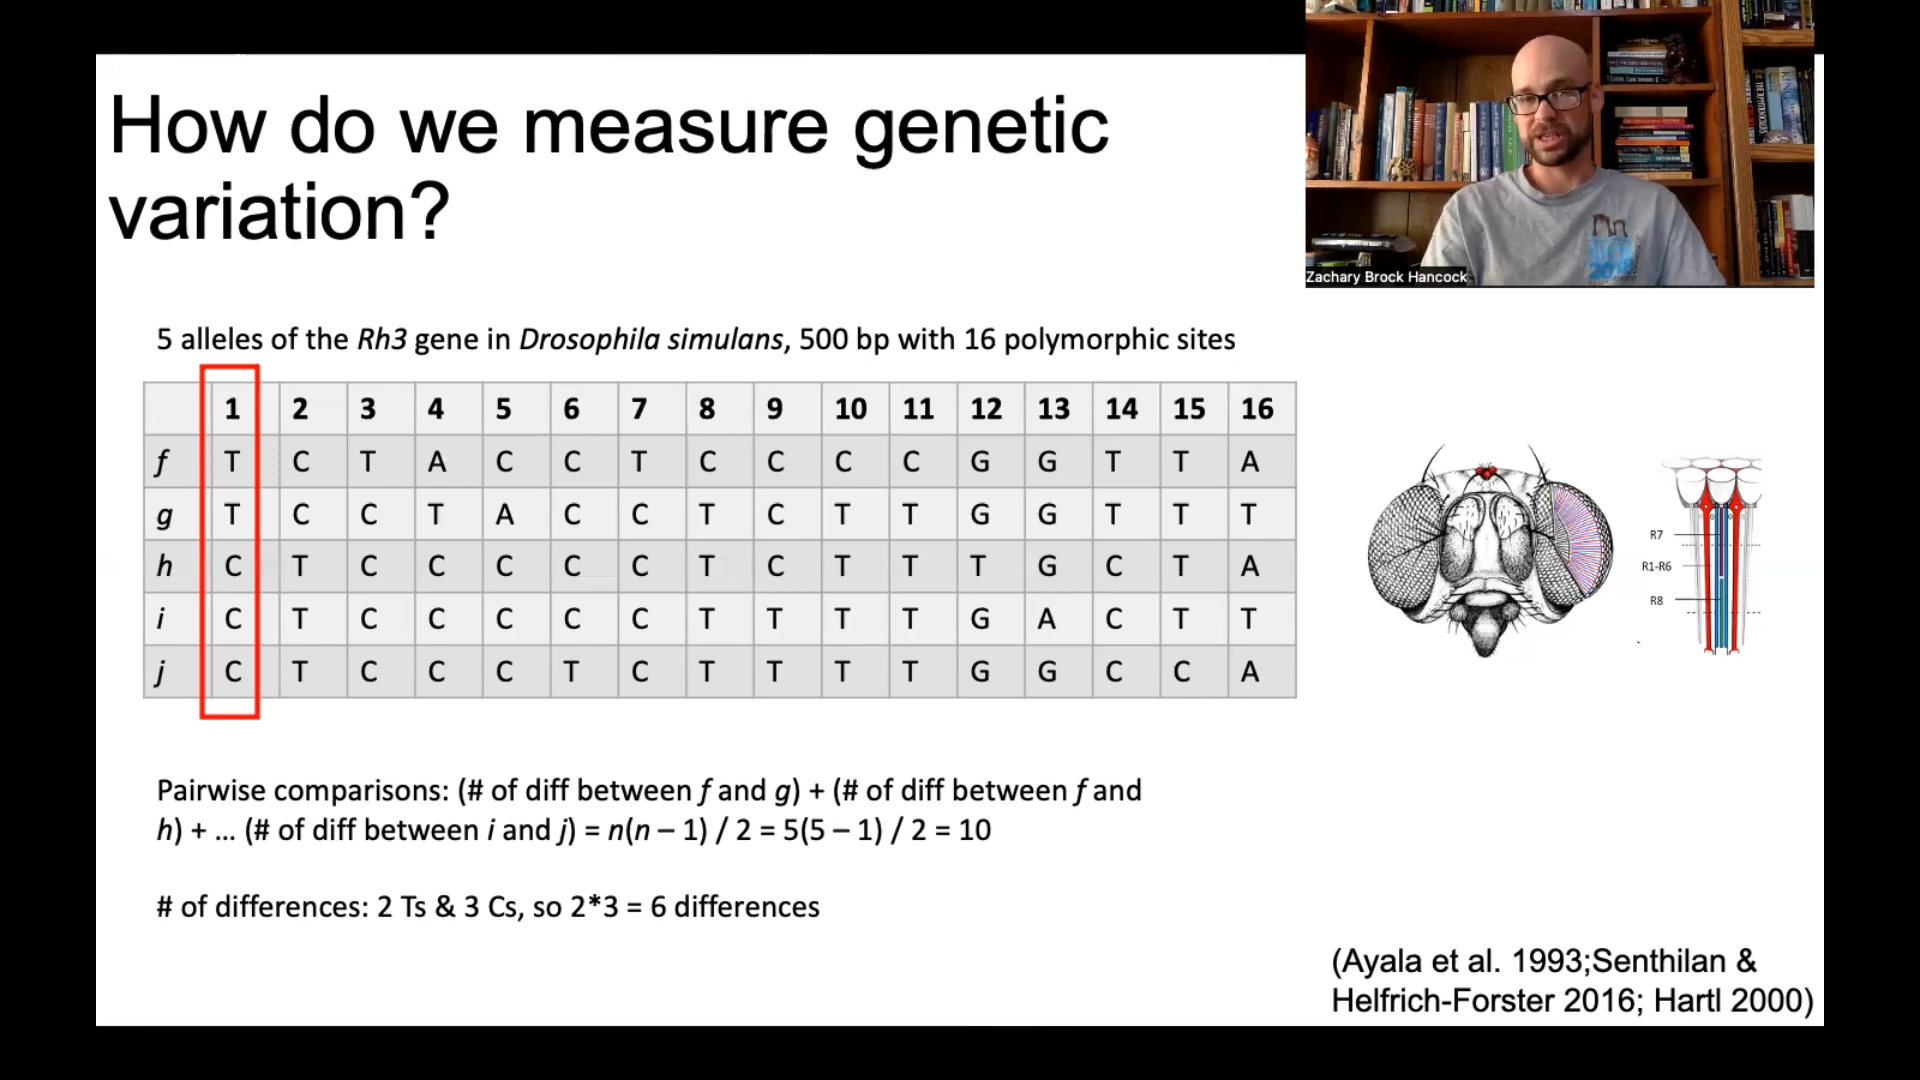 How do we measure genetic
variation?
Zachary Brock Hancock
5 alleles of the Rh3 gene in Drosophila simulans, 500 bp with 16 polymorphic sites
1 2 3 4 5 6 7 8 9 10 11 12 13 14 15 16
f T C T A C C T C C C C G G T T A
g T C C T A C C T C T T G G T T T
h C T C C C C C T C T T T G C T A
i C T C C C C C T T T T G A C T T
j C T C C C T C T T T T G G C C A
R7
R1-R6
R8
Pairwise comparisons: (# of diff between f and g) + (# of diff between f and
h) + ... (# of diff between i and j) = n(n – 1) / 2 = 5(5 – 1) / 2 = 10
# of differences: 2 Ts & 3 Cs, so 2*3 = 6 differences
(Ayala et al. 1993;Senthilan &
Helfrich-Forster 2016; Hartl 2000)